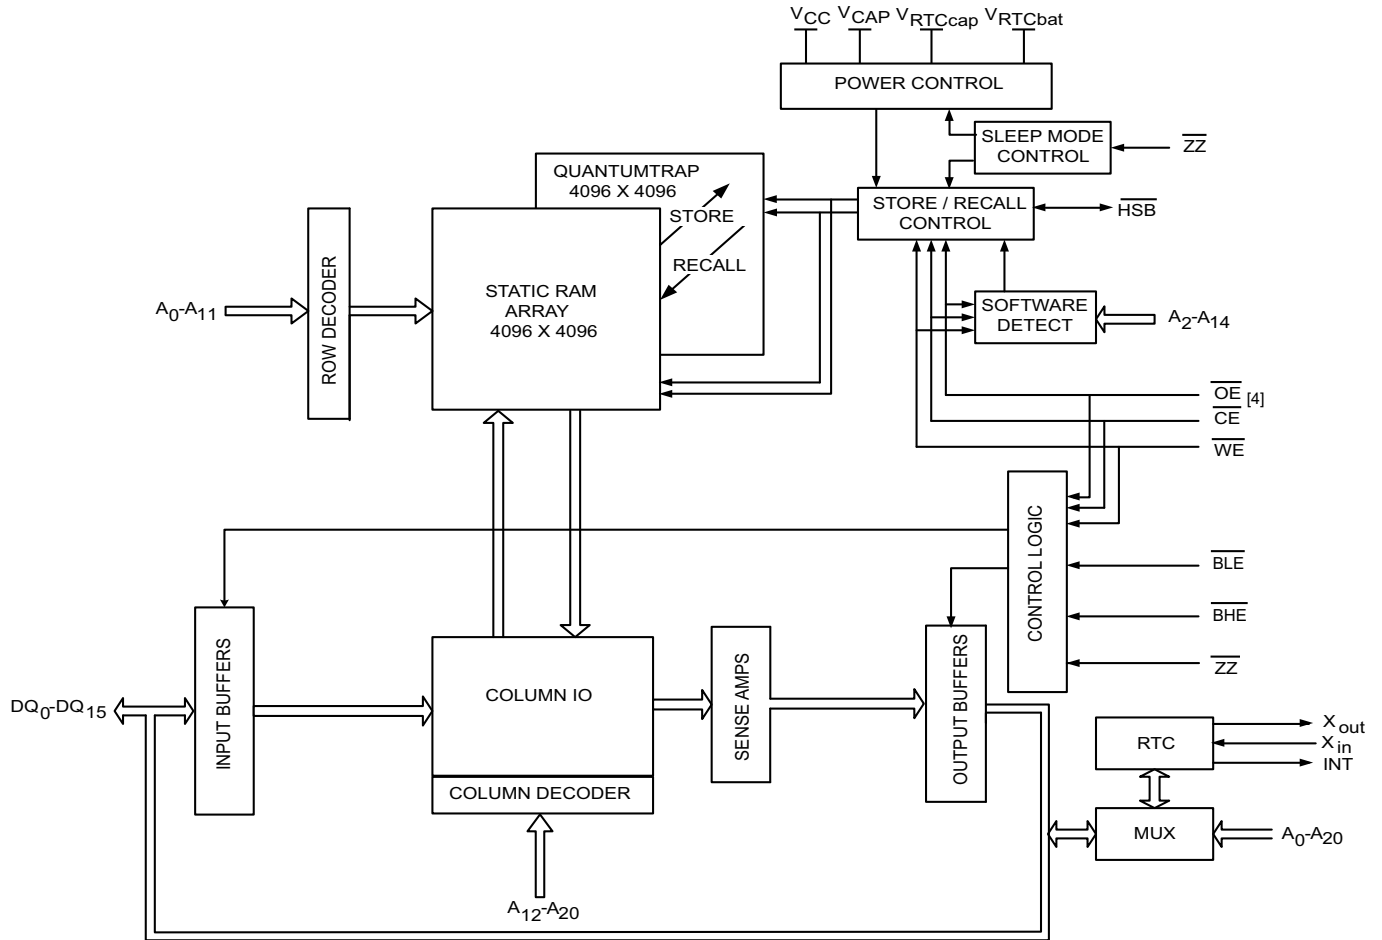 VCC VCAP VRTCcap VRTCbat
POWER CONTROL
SLEEP MODE
CONTROL
ZZ
QUANTUMTRAP
4096 X 4096
STORE
RECALL
STORE / RECALL
CONTROL
HSB
ROW DECODER
A0-A11
STATIC RAM
ARRAY
4096 X 4096
SOFTWARE
DETECT
A2-A14
OE [4]
CE
WE
CONTROL LOGIC
BLE
BHE
ZZ
DQ0-DQ15
INPUT BUFFERS
COLUMN IO
COLUMN DECODER
SENSE AMPS
OUTPUT BUFFERS
RTC
Xout
Xin
INT
MUX
A0-A20
A12-A20